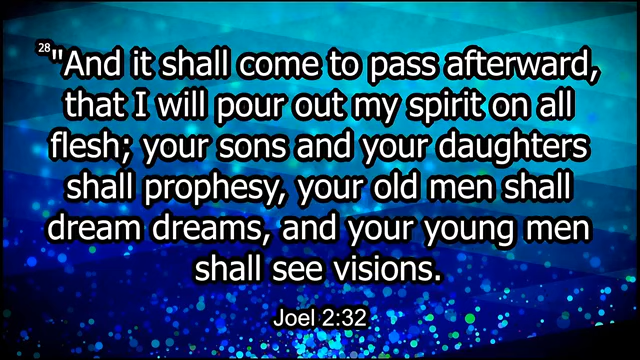 28"And it shall come to pass afterward,
that I will pour out my spirit on all
flesh; your sons and your daughters
shall prophesy, your old men shall
dream dreams, and your young men
shall see visions.
Joel 2:32